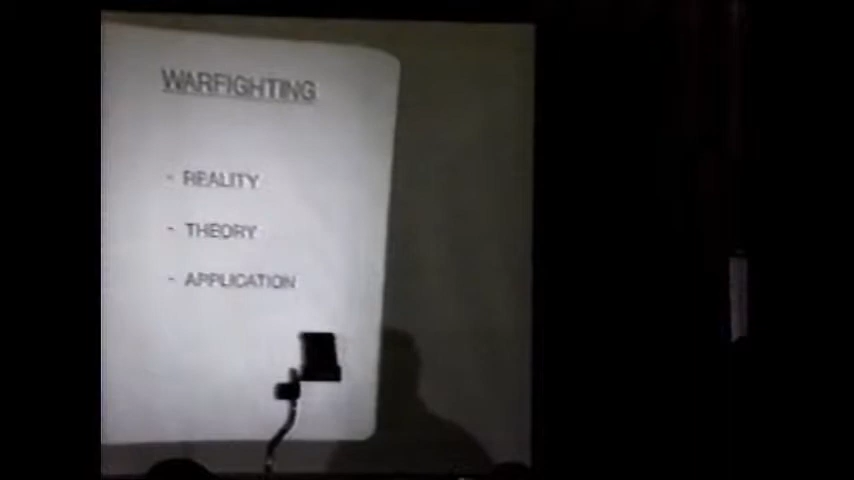 WARFIGHTING
- REALITY
- THEORY
- APPLICATION